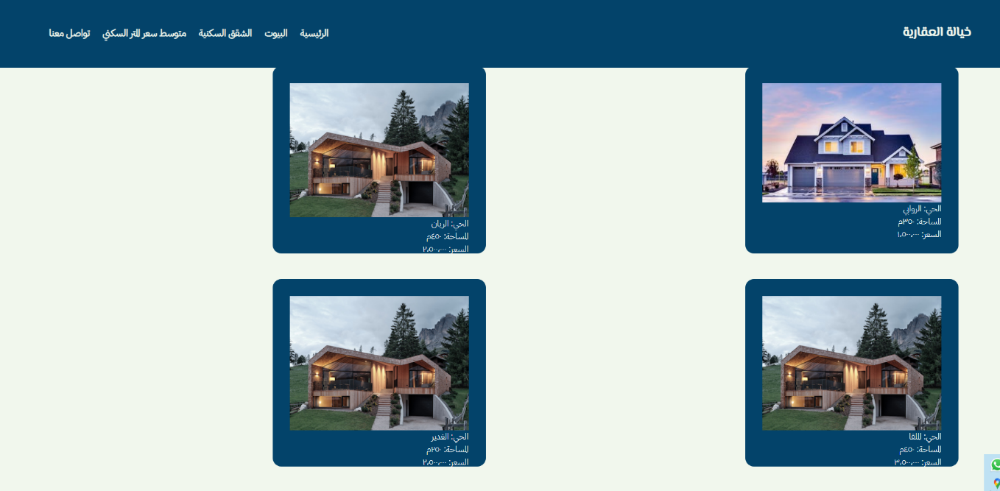 خيالة العقارية
الرئيسية البيوت الشقق السكنية متوسط سعر المتر السكني تواصل معنا
الحي: الروابي
المساحة: ٣٥٠م
السعر: ١،٥٠٠،٠٠٠
الحي: الريان
المساحة: ٤٥٠م
السعر: ٢،٥٠٠،٠٠٠
الحي: الملقا
المساحة: ٤٥٠م
السعر: ٣،٥٠٠،٠٠٠
الحي: الغدير
المساحة: ٢٥٠م
السعر: ٢،٥٠٠،٠٠٠